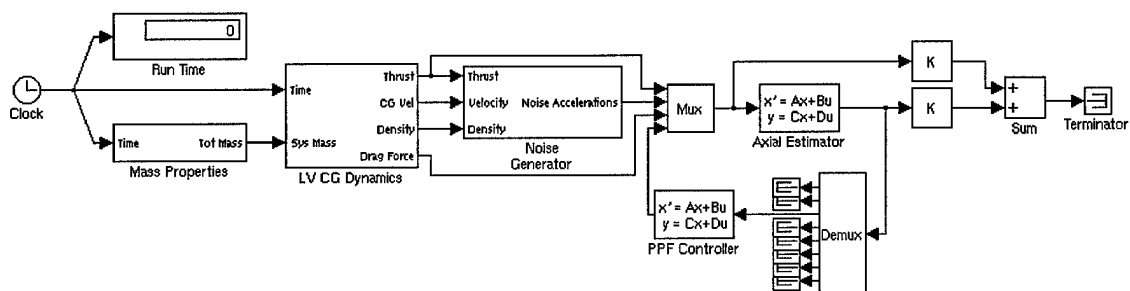 0
Run Time
Clock
Time Tot Mass
Mass Properties
Time
Sys Mass
Thrust
CG Vel
Density
Drag Force
LV CG Dynamics
Thrust
Velocity
Density
Noise Accelerations
Noise
Generator
Mux
x' = Ax+Bu
y = Cx+Du
Axial Estimator
K
K
+
+
Sum
Terminator
x' = Ax+Bu
y = Cx+Du
PPF Controller
Demux